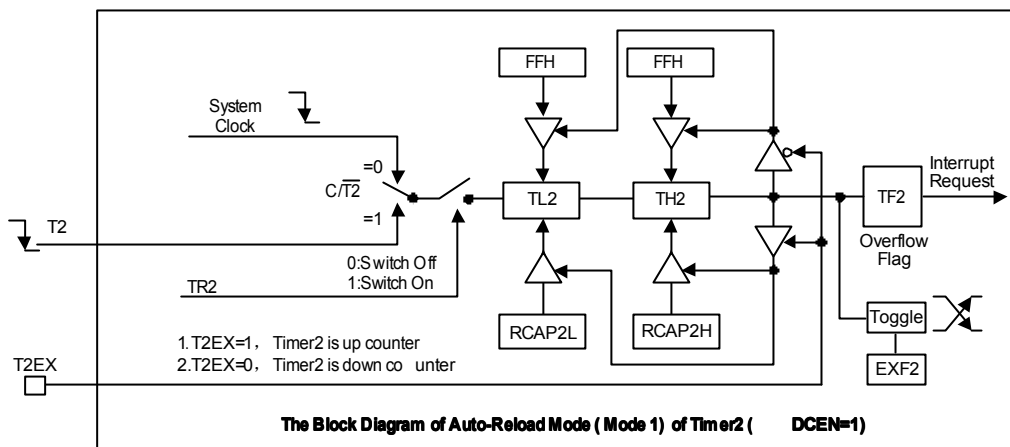 FFH
FFH
System
Clock
=0
C/T2
=1
T2
TL2
TH2
TF2
Interrupt
Request
Overflow
Flag
0:Switch Off
1:Switch On
TR2
RCAP2L
RCAP2H
Toggle
EXF2
1.T2EX=1， Timer2 is up counter
2.T2EX=0， Timer2 is down co unter
T2EX
The Block Diagram of Auto-Reload Mode ( Mode 1) of Timer2 ( DCEN=1)